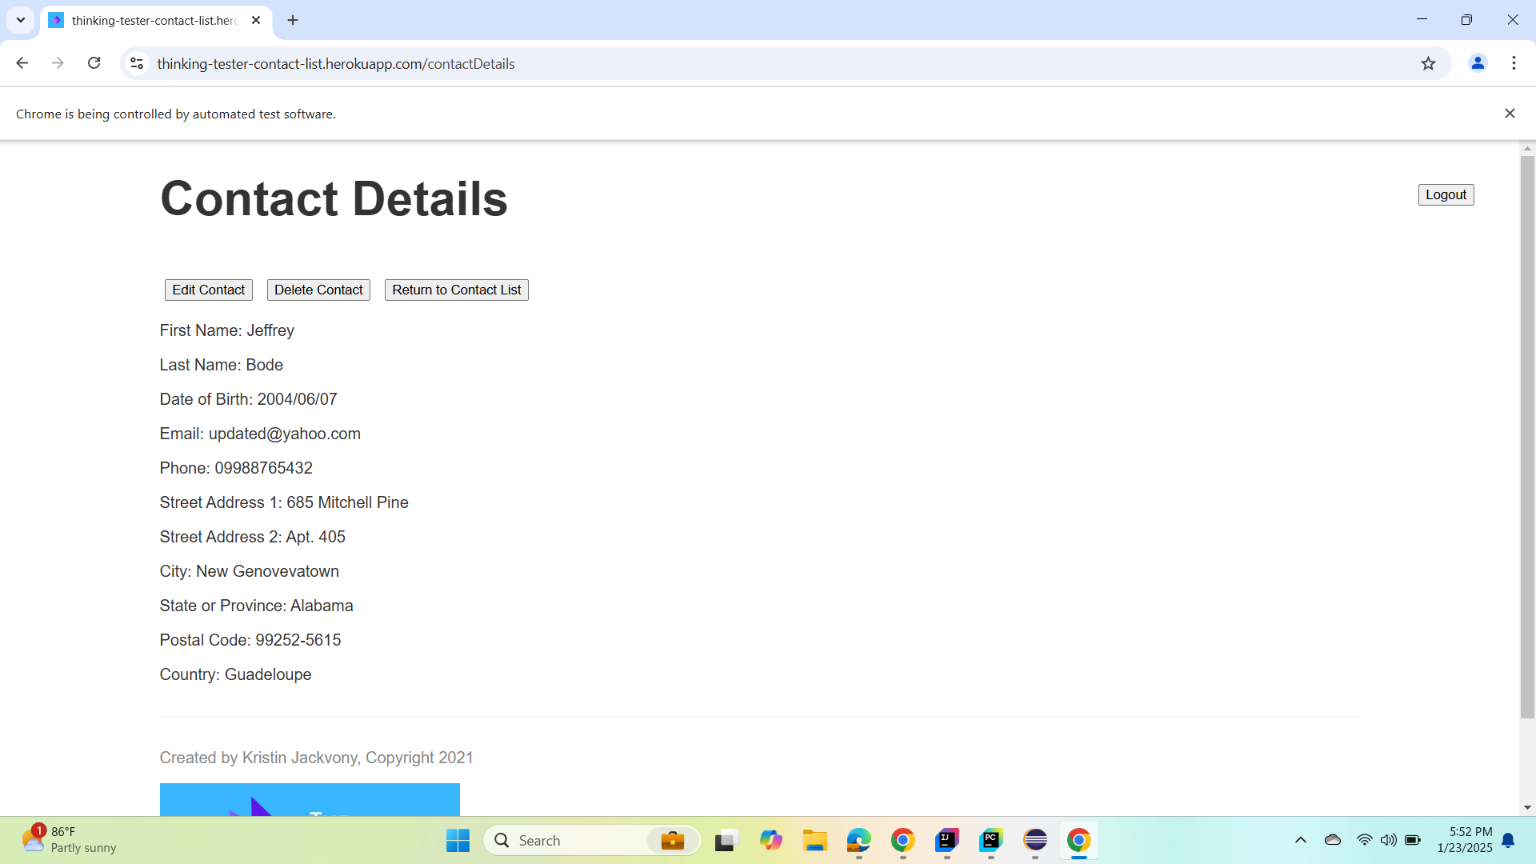 thinking-tester-contact-list.herc
thinking-tester-contact-list.herokuapp.com/contactDetails
Chrome is being controlled by automated test software.
Contact Details
Logout
Edit Contact
Delete Contact
Return to Contact List
First Name: Jeffrey
Last Name: Bode
Date of Birth: 2004/06/07
Email: updated@yahoo.com
Phone: 09988765432
Street Address 1: 685 Mitchell Pine
Street Address 2: Apt. 405
City: New Genovevatown
State or Province: Alabama
Postal Code: 99252-5615
Country: Guadeloupe
Created by Kristin Jackvony, Copyright 2021
1
86°F
Partly sunny
Search
IJ
PC
5:52 PM
1/23/2025